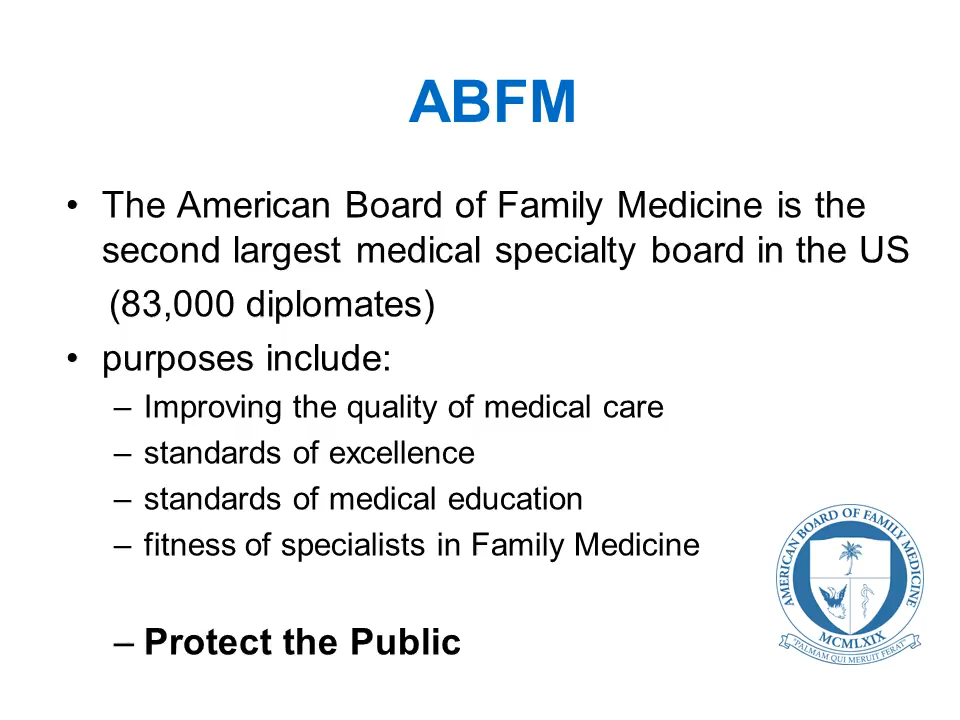 ABFM
• The American Board of Family Medicine is the
second largest medical specialty board in the US
(83,000 diplomates)
• purposes include:
– Improving the quality of medical care
– standards of excellence
– standards of medical education
– fitness of specialists in Family Medicine
AMERICAN BOARD OF FAMILY MEDICINE
MCMLXIX
"PALMAM QUI MERUIT FERAT"
– Protect the Public